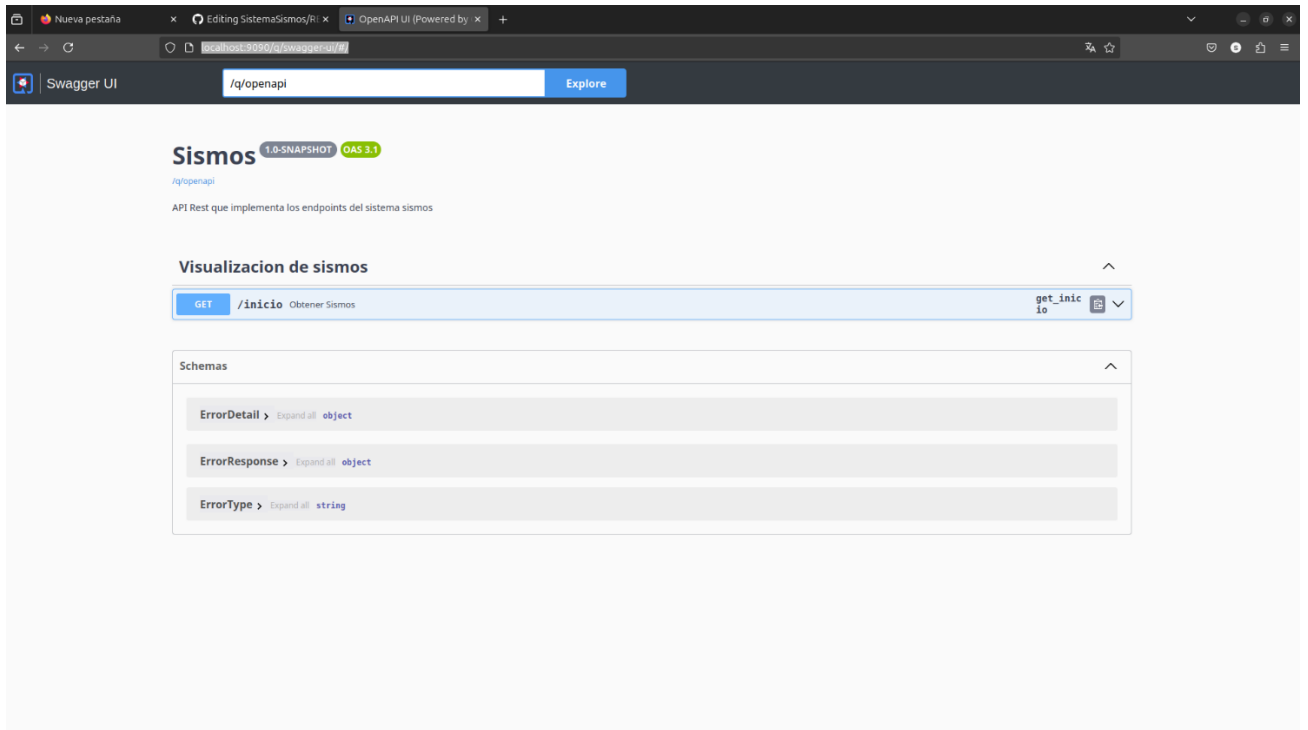 Nueva pestaña
Editing SistemaSismos/RE
OpenAPI UI (Powered by
localhost:9090/q/swagger-ui/#/
Swagger UI
/q/openapi
Explore
Sismos 1.0-SNAPSHOT OAS 3.1
/q/openapi
API Rest que implementa los endpoints del sistema sismos
Visualizacion de sismos
GET /inicio Obtener Sismos
get_inic
io
Schemas
ErrorDetail Expand all object
ErrorResponse Expand all object
ErrorType Expand all string